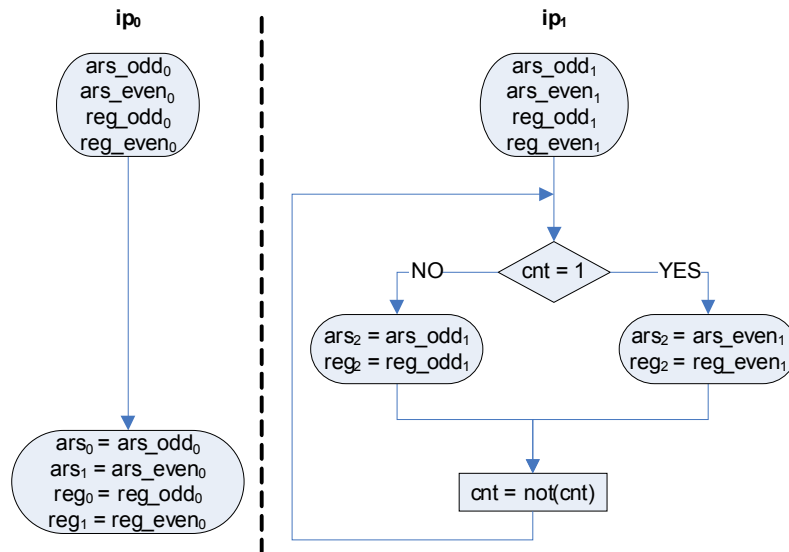 ip₀
ars_odd₀
ars_even₀
reg_odd₀
reg_even₀
ars₀ = ars_odd₀
ars₁ = ars_even₀
reg₀ = reg_odd₀
reg₁ = reg_even₀
ip₁
ars_odd₁
ars_even₁
reg_odd₁
reg_even₁
cnt = 1
NO
YES
ars₂ = ars_odd₁
reg₂ = reg_odd₁
ars₂ = ars_even₁
reg₂ = reg_even₁
cnt = not(cnt)